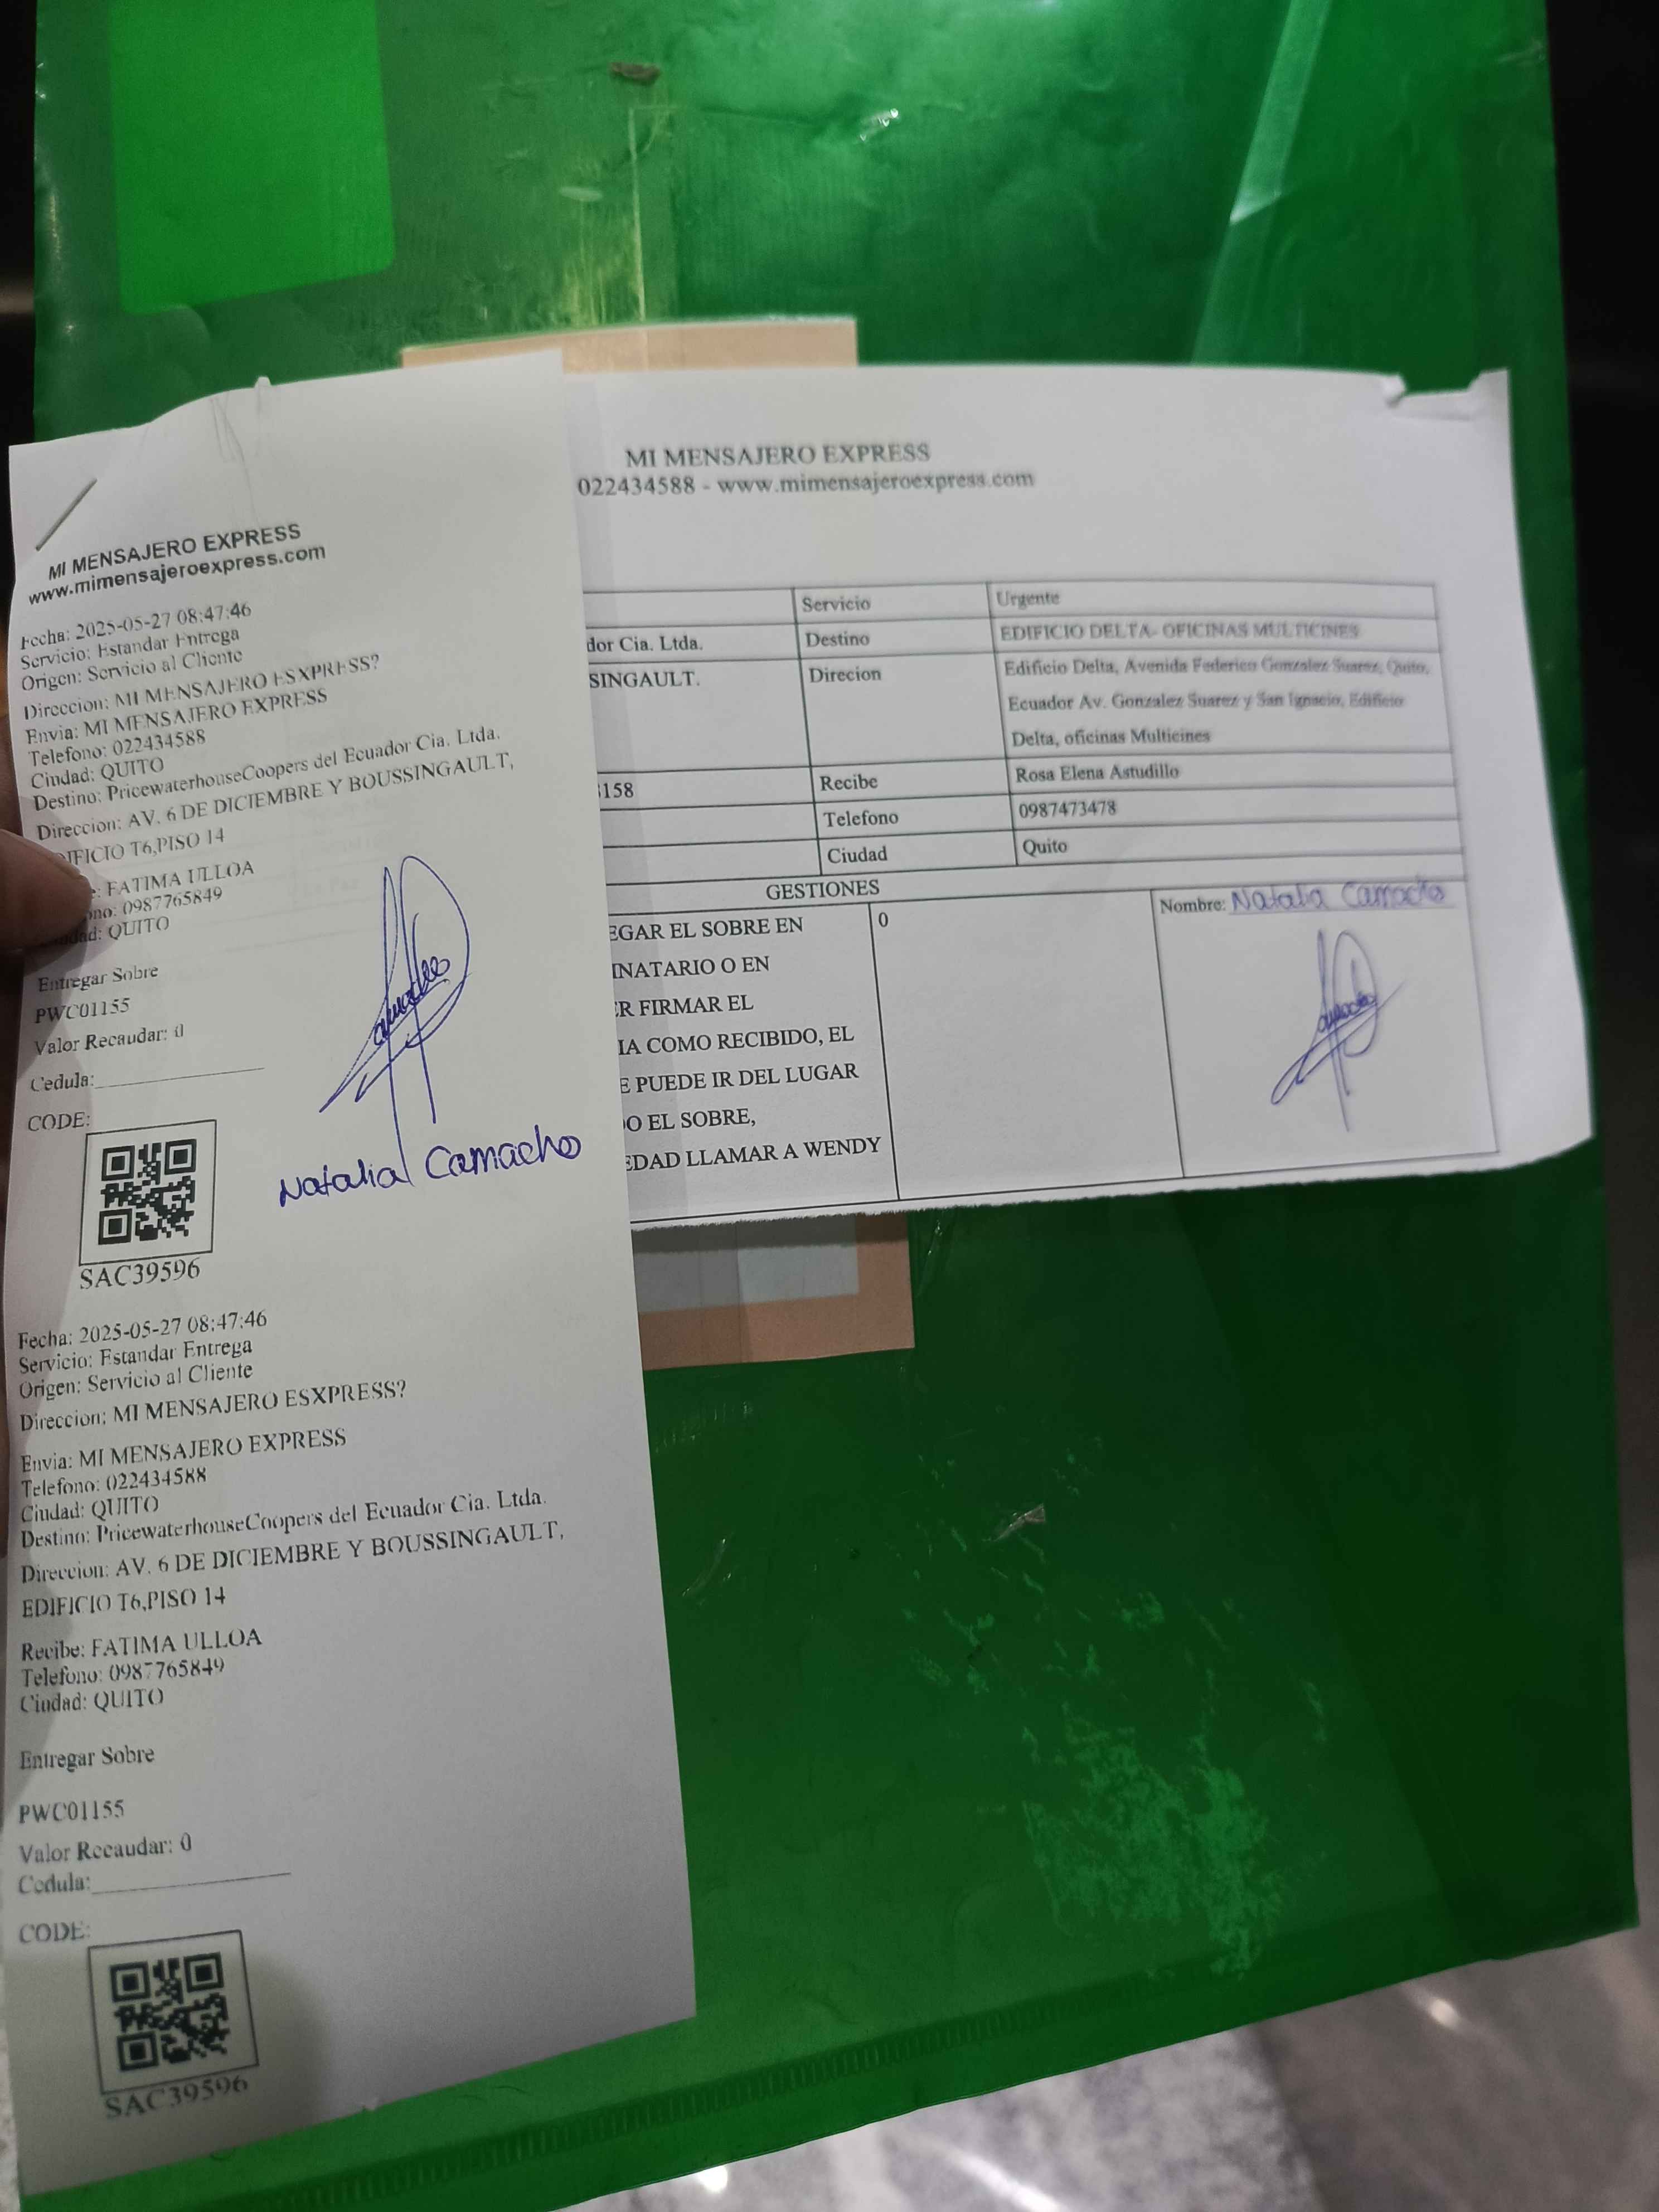 MI MENSAJERO EXPRESS
www.mimensajeroexpress.com
Fecha: 2025-05-27 08:47:46
Servicio: Estandar Entrega
Origen: Servicio al Cliente
Direccion: MI MENSAJERO ESXPRESS?
Envia: MI MENSAJERO EXPRESS
Telefono: 022434588
Ciudad: QUITO
Destino: PricewaterhouseCoopers del Ecuador Cia. Ltda.
Direccion: AV. 6 DE DICIEMBRE Y BOUSSINGAULT,
DIFICIO T6,PISO 14
e: FATIMA ULLOA
ono: 0987765849
dad: QUITO
Entregar Sobre
PWC01155
Valor Recaudar: 0
Cedula:
CODE:
SAC39596
Camacho
Natalia Camacho
Fecha: 2025-05-27 08:47:46
Servicio: Estandar Entrega
Origen: Servicio al Cliente
Direccion: MI MENSAJERO ESXPRESS?
Envia: MI MENSAJERO EXPRESS
Telefono: 022434588
Ciudad: QUITO
Destino: PricewaterhouseCoopers del Ecuador Cia. Ltda.
Direccion: AV. 6 DE DICIEMBRE Y BOUSSINGAULT,
EDIFICIO T6,PISO 14
Recibe: FATIMA ULLOA
Telefono: 0987765849
Ciudad: QUITO
Entregar Sobre
PWC01155
Valor Recaudar: 0
Cedula:
CODE:
SAC39596
MI MENSAJERO EXPRESS
022434588 - www.mimensajeroexpress.com
Servicio Urgente
dor Cia. Ltda. Destino EDIFICIO DELTA- OFICINAS MULTICINES
SINGAULT. Direcion Edificio Delta, Avenida Federico Gonzalez Suarez, Quito,
Ecuador Av. Gonzalez Suarez y San Ignacio, Edificio
Delta, oficinas Multicines
158 Recibe Rosa Elena Astudillo
Telefono 0987473478
Ciudad Quito
GESTIONES
EGAR EL SOBRE EN 0 Nombre: Natalia Camacho
INATARIO O EN
ER FIRMAR EL
IA COMO RECIBIDO, EL
E PUEDE IR DEL LUGAR
O EL SOBRE,
EDAD LLAMAR A WENDY
Camacho